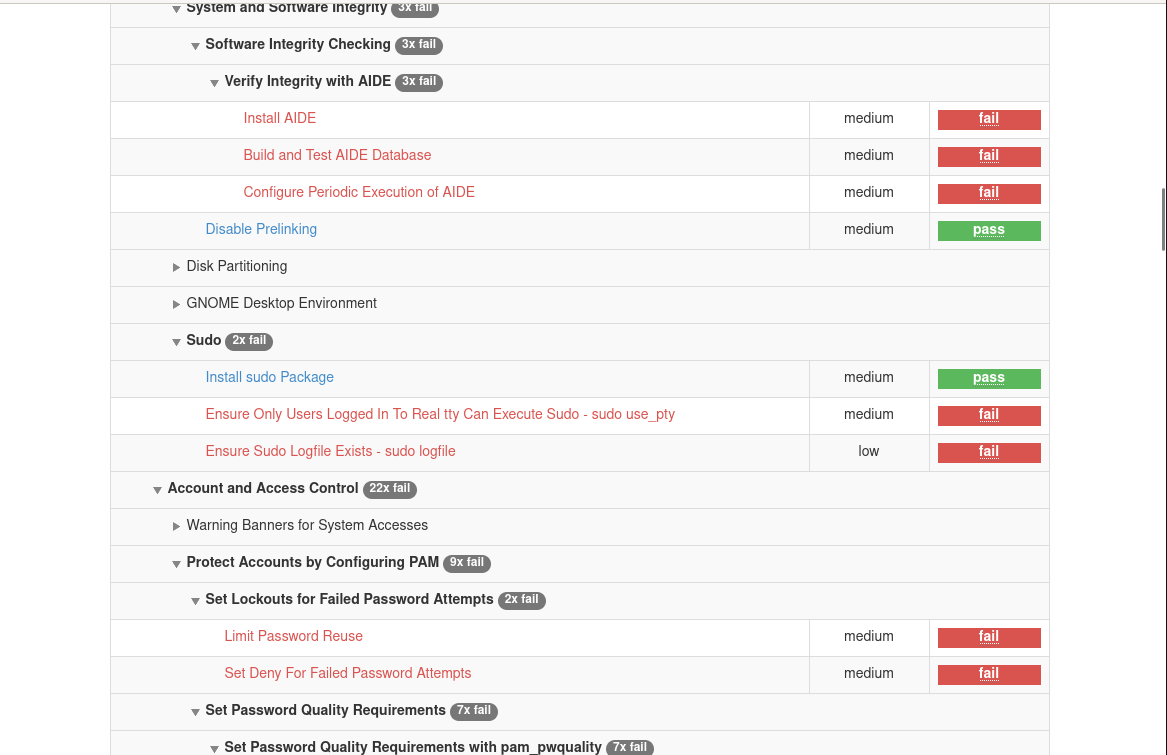 System and Software Integrity 3x fail
Software Integrity Checking 3x fail
Verify Integrity with AIDE 3x fail
Install AIDE medium fail
Build and Test AIDE Database medium fail
Configure Periodic Execution of AIDE medium fail
Disable Prelinking medium pass
Disk Partitioning
GNOME Desktop Environment
Sudo 2x fail
Install sudo Package medium pass
Ensure Only Users Logged In To Real tty Can Execute Sudo - sudo use_pty medium fail
Ensure Sudo Logfile Exists - sudo logfile low fail
Account and Access Control 22x fail
Warning Banners for System Accesses
Protect Accounts by Configuring PAM 9x fail
Set Lockouts for Failed Password Attempts 2x fail
Limit Password Reuse medium fail
Set Deny For Failed Password Attempts medium fail
Set Password Quality Requirements 7x fail
Set Password Quality Requirements with pam_pwquality 7x fail